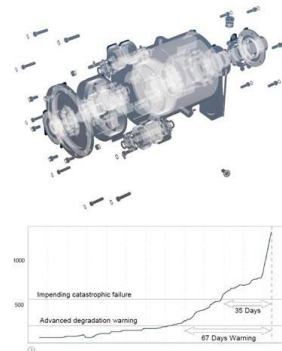 1000
Impending catastrophic failure
500
35 Days
Advanced degradation warning
67 Days Warning